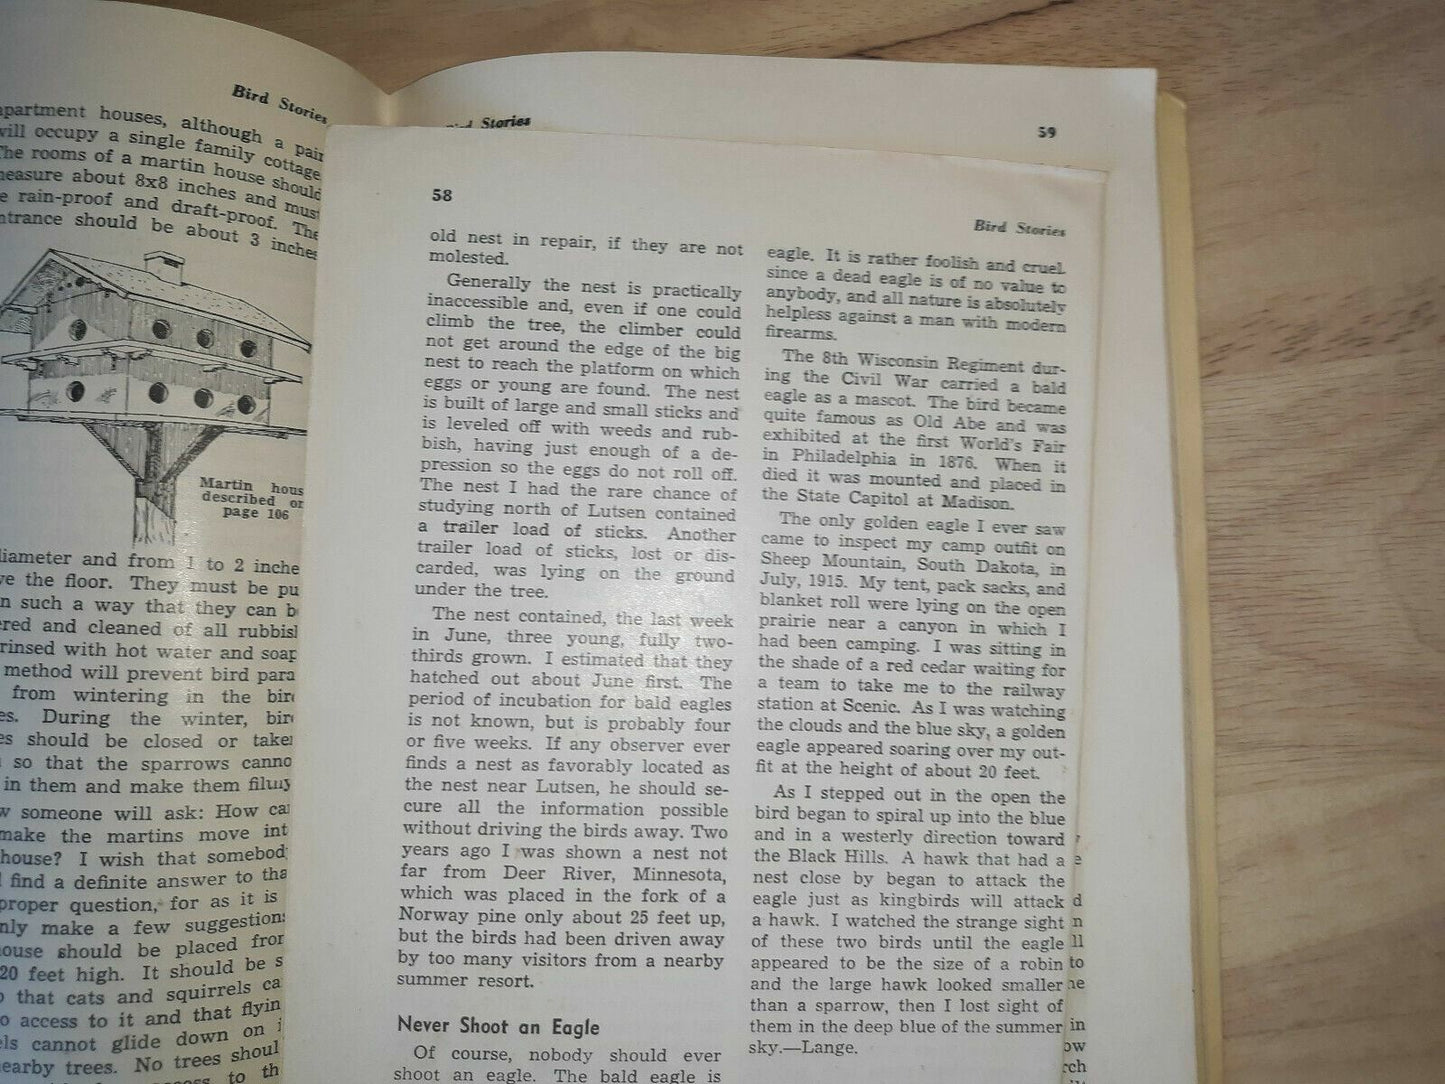 Bird Stories
apartment houses, although a pair
will occupy a single family cottage.
The rooms of a martin house should
measure about 8x8 inches and must
be rain-proof and draft-proof. The
entrance should be about 3 inches
Martin hous
described on
page 106
diameter and from 1 to 2 inche
ve the floor. They must be pu
in such a way that they can b
ered and cleaned of all rubbish
rinsed with hot water and soap
method will prevent bird para
from wintering in the bird
es. During the winter, bird
es should be closed or taken
so that the sparrows canno
in them and make them filthy
w someone will ask: How can
make the martins move int
house? I wish that somebody
find a definite answer to tha
proper question, for as it is
nly make a few suggestions
ouse should be placed from
20 feet high. It should be s
o that cats and squirrels ca
o access to it and that flyin
els cannot glide down on i
nearby trees. No trees shoul
access to th
Bird Stories
59
58
Bird Stories
old nest in repair, if they are not
molested.
Generally the nest is practically
inaccessible and, even if one could
climb the tree, the climber could
not get around the edge of the big
nest to reach the platform on which
eggs or young are found. The nest
is built of large and small sticks and
is leveled off with weeds and rub-
bish, having just enough of a de-
pression so the eggs do not roll off.
The nest I had the rare chance of
studying north of Lutsen contained
a trailer load of sticks. Another
trailer load of sticks, lost or dis-
carded, was lying on the ground
under the tree.
The nest contained, the last week
in June, three young, fully two-
thirds grown. I estimated that they
hatched out about June first. The
period of incubation for bald eagles
is not known, but is probably four
or five weeks. If any observer ever
finds a nest as favorably located as
the nest near Lutsen, he should se-
cure all the information possible
without driving the birds away. Two
years ago I was shown a nest not
far from Deer River, Minnesota,
which was placed in the fork of a
Norway pine only about 25 feet up,
but the birds had been driven away
by too many visitors from a nearby
summer resort.
Never Shoot an Eagle
Of course, nobody should ever
shoot an eagle. The bald eagle is
eagle. It is rather foolish and cruel
since a dead eagle is of no value to
anybody, and all nature is absolutely
helpless against a man with modern
firearms.
The 8th Wisconsin Regiment dur-
ing the Civil War carried a bald
eagle as a mascot. The bird became
quite famous as Old Abe and was
exhibited at the first World's Fair
in Philadelphia in 1876. When it
died it was mounted and placed in
the State Capitol at Madison.
The only golden eagle I ever saw
came to inspect my camp outfit on
Sheep Mountain, South Dakota, in
July, 1915. My tent, pack sacks, and
blanket roll were lying on the open
prairie near a canyon in which I
had been camping. I was sitting in
the shade of a red cedar waiting for
a team to take me to the railway
station at Scenic. As I was watching
the clouds and the blue sky, a golden
eagle appeared soaring over my out-
fit at the height of about 20 feet.
As I stepped out in the open the
bird began to spiral up into the blue
and in a westerly direction toward
the Black Hills. A hawk that had a
nest close by began to attack the
eagle just as kingbirds will attack
a hawk. I watched the strange sight
of these two birds until the eagle
appeared to be the size of a robin
and the large hawk looked smaller
than a sparrow, then I lost sight of
them in the deep blue of the summer
sky.—Lange.